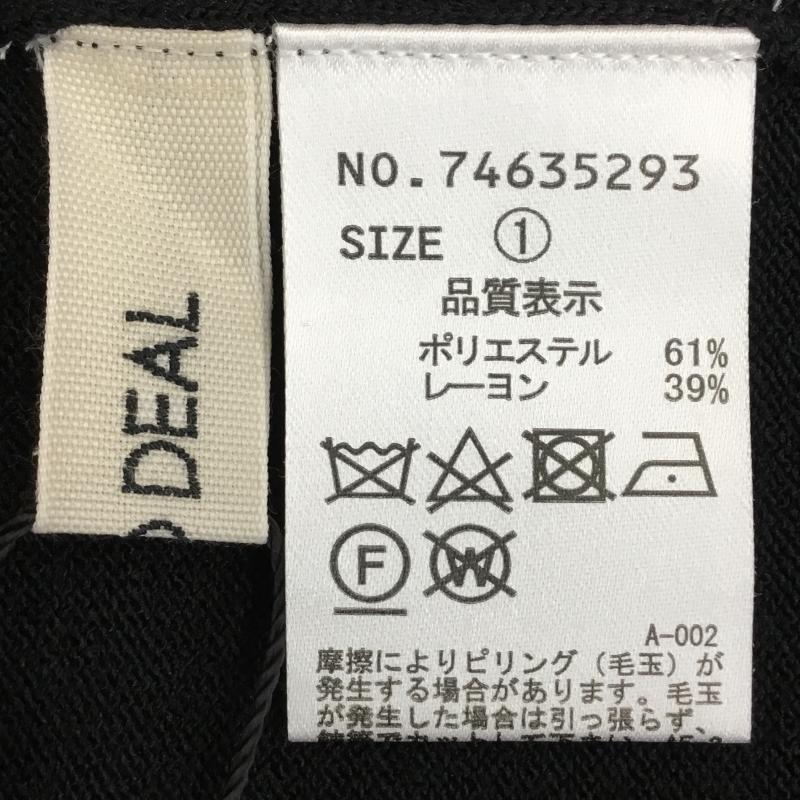 DEAL
NO.74635293
SIZE ①
品質表示
ポリエステル 61%
レーヨン 39%
F
W
A-002
摩擦によりピリング(毛玉)が
発生する場合があります。毛玉
が発生した場合は引っ張らず、